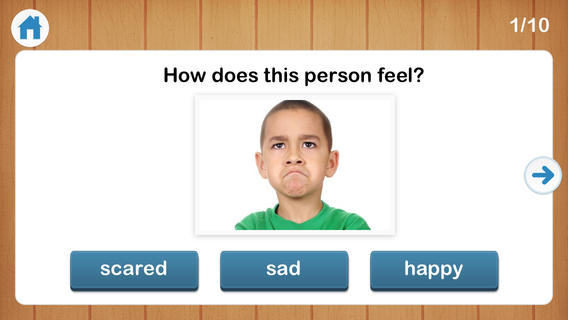 1/10
How does this person feel?
scared
sad
happy